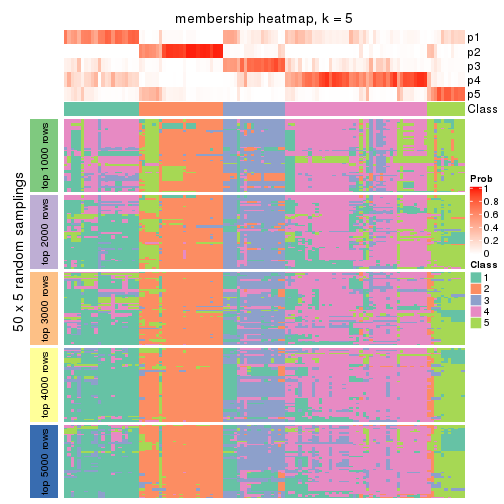 membership heatmap, k = 5
p1
p2
p3
p4
p5
Class
50 x 5 random samplings
top 1000 rows
top 2000 rows
top 3000 rows
top 4000 rows
top 5000 rows
Prob
1
0.8
0.6
0.4
0.2
0
Class
1
2
3
4
5